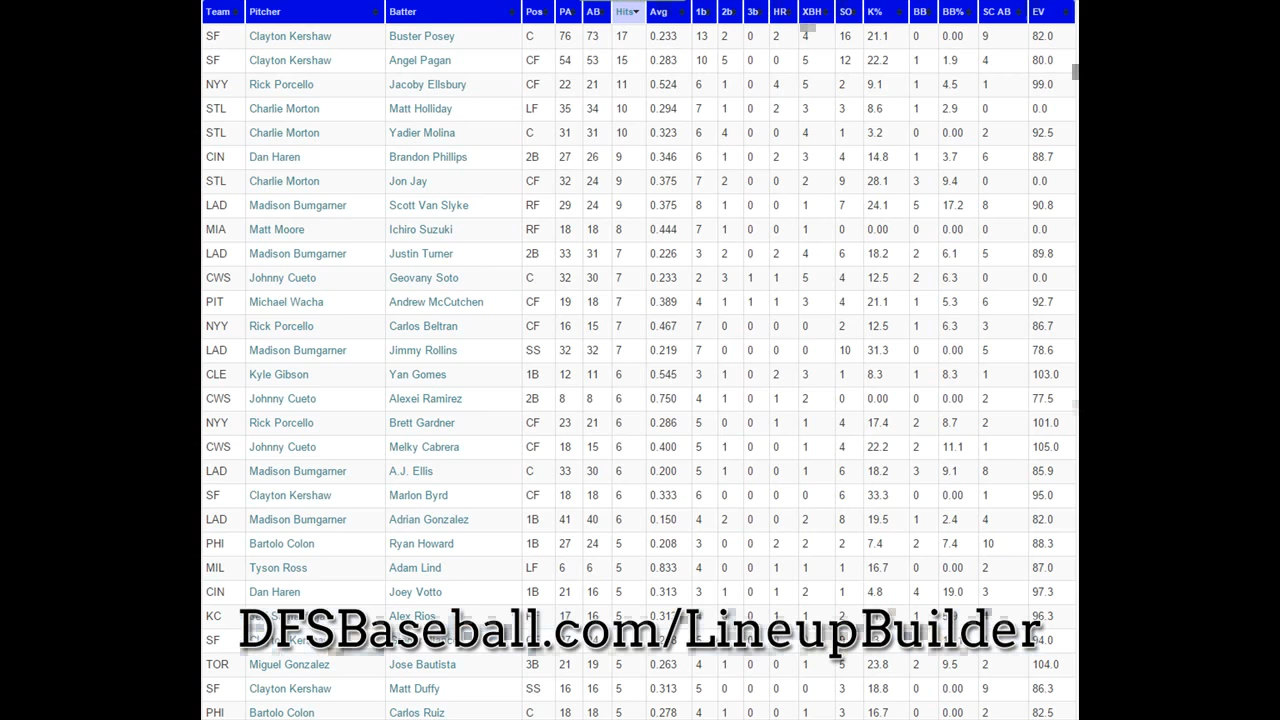 Team Pitcher Batter Pos PA AB Hits Avg 1b 2b 3b HR XBH SO K% BB BB% SC AB EV
SF Clayton Kershaw Buster Posey C 76 73 17 0.233 13 2 0 2 4 16 21.1 0 0.00 9 82.0
SF Clayton Kershaw Angel Pagan CF 54 53 15 0.283 10 5 0 0 5 12 22.2 1 1.9 4 80.0
NYY Rick Porcello Jacoby Ellsbury CF 22 21 11 0.524 6 1 0 4 5 2 9.1 1 4.5 1 99.0
STL Charlie Morton Matt Holliday LF 35 34 10 0.294 7 1 0 2 3 3 8.6 1 2.9 0 0.0
STL Charlie Morton Yadier Molina C 31 31 10 0.323 6 4 0 0 4 1 3.2 0 0.00 2 92.5
CIN Dan Haren Brandon Phillips 2B 27 26 9 0.346 6 1 0 2 3 4 14.8 1 3.7 6 88.7
STL Charlie Morton Jon Jay CF 32 24 9 0.375 7 2 0 0 2 9 28.1 3 9.4 0 0.0
LAD Madison Bumgarner Scott Van Slyke RF 29 24 9 0.375 8 1 0 0 1 7 24.1 5 17.2 8 90.8
MIA Matt Moore Ichiro Suzuki RF 18 18 8 0.444 7 1 0 0 1 0 0.00 0 0.00 0 0.0
LAD Madison Bumgarner Justin Turner 2B 33 31 7 0.226 3 2 0 2 4 6 18.2 2 6.1 5 89.8
CWS Johnny Cueto Geovany Soto C 32 30 7 0.233 2 3 1 1 5 4 12.5 2 6.3 0 0.0
PIT Michael Wacha Andrew McCutchen CF 19 18 7 0.389 4 1 1 1 3 4 21.1 1 5.3 6 92.7
NYY Rick Porcello Carlos Beltran CF 16 15 7 0.467 7 0 0 0 0 2 12.5 1 6.3 3 86.7
LAD Madison Bumgarner Jimmy Rollins SS 32 32 7 0.219 7 0 0 0 0 10 31.3 0 0.00 5 78.6
CLE Kyle Gibson Yan Gomes 1B 12 11 6 0.545 3 1 0 2 3 1 8.3 1 8.3 1 103.0
CWS Johnny Cueto Alexei Ramirez 2B 8 8 6 0.750 4 1 0 1 2 0 0.00 0 0.00 2 77.5
NYY Rick Porcello Brett Gardner CF 23 21 6 0.286 5 0 0 1 1 4 17.4 2 8.7 2 101.0
CWS Johnny Cueto Melky Cabrera CF 18 15 6 0.400 5 1 0 0 1 4 22.2 2 11.1 1 105.0
LAD Madison Bumgarner A.J. Ellis C 33 30 6 0.200 5 1 0 0 1 6 18.2 3 9.1 8 85.9
SF Clayton Kershaw Marlon Byrd CF 18 18 6 0.333 6 0 0 0 0 6 33.3 0 0.00 1 95.0
LAD Madison Bumgarner Adrian Gonzalez 1B 41 40 6 0.150 4 2 0 0 2 8 19.5 1 2.4 4 82.0
PHI Bartolo Colon Ryan Howard 1B 27 24 5 0.208 3 0 0 2 2 2 7.4 2 7.4 10 88.3
MIL Tyson Ross Adam Lind LF 6 6 5 0.833 4 0 0 1 1 1 16.7 0 0.00 2 87.0
CIN Dan Haren Joey Votto 1B 21 16 5 0.313 3 1 0 1 2 1 4.8 4 19.0 3 97.3
KC Alex Rios 17 16 96.3
DFSBaseball.com/LineupBuilder
SF 94.0
TOR Miguel Gonzalez Jose Bautista 3B 21 19 5 0.263 4 1 0 0 1 5 23.8 2 9.5 2 104.0
SF Clayton Kershaw Matt Duffy SS 16 16 5 0.313 5 0 0 0 0 3 18.8 0 0.00 9 86.3
PHI Bartolo Colon Carlos Ruiz C 18 18 5 0.278 4 1 0 0 1 3 16.7 0 0.00 2 82.5